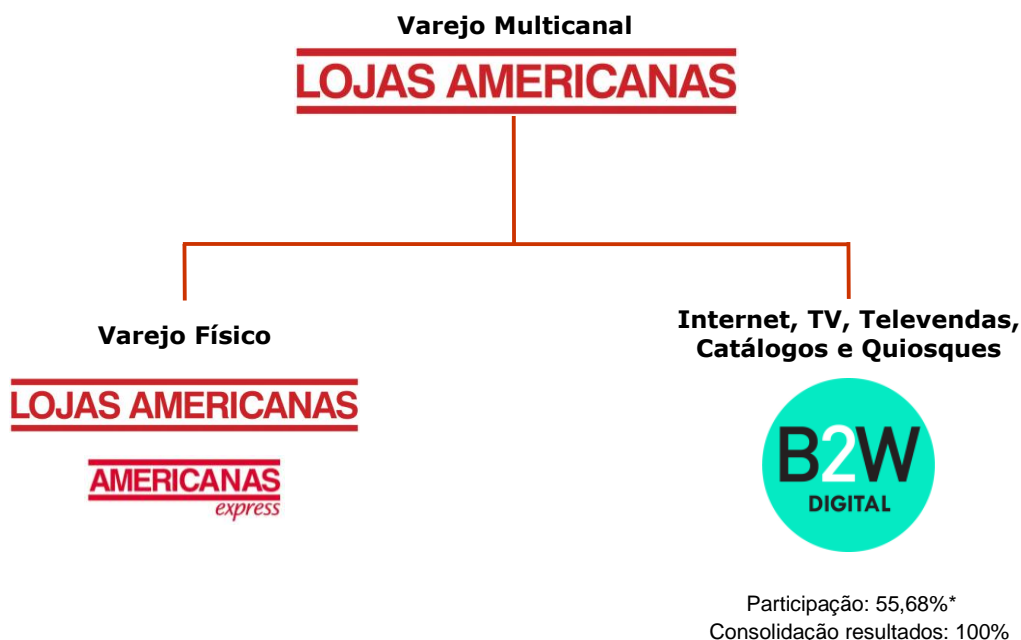 Varejo Multicanal
LOJAS AMERICANAS
Varejo Físico
LOJAS AMERICANAS
AMERICANAS
express
Internet, TV, Televendas,
Catálogos e Quiosques
B2W
DIGITAL
Participação: 55,68%*
Consolidação resultados: 100%